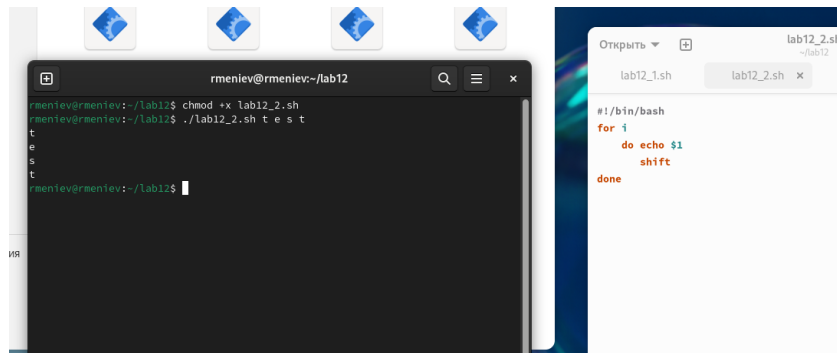 rmeniev@rmeniev:~/lab12
rmeniev@rmeniev:~/lab12$ chmod +x lab12_2.sh
rmeniev@rmeniev:~/lab12$ ./lab12_2.sh t e s t
t
e
s
t
rmeniev@rmeniev:~/lab12$
ия
Открыть
lab12_2.sh
~/lab12
lab12_1.sh
lab12_2.sh
#!/bin/bash
for i
do echo $1
shift
done